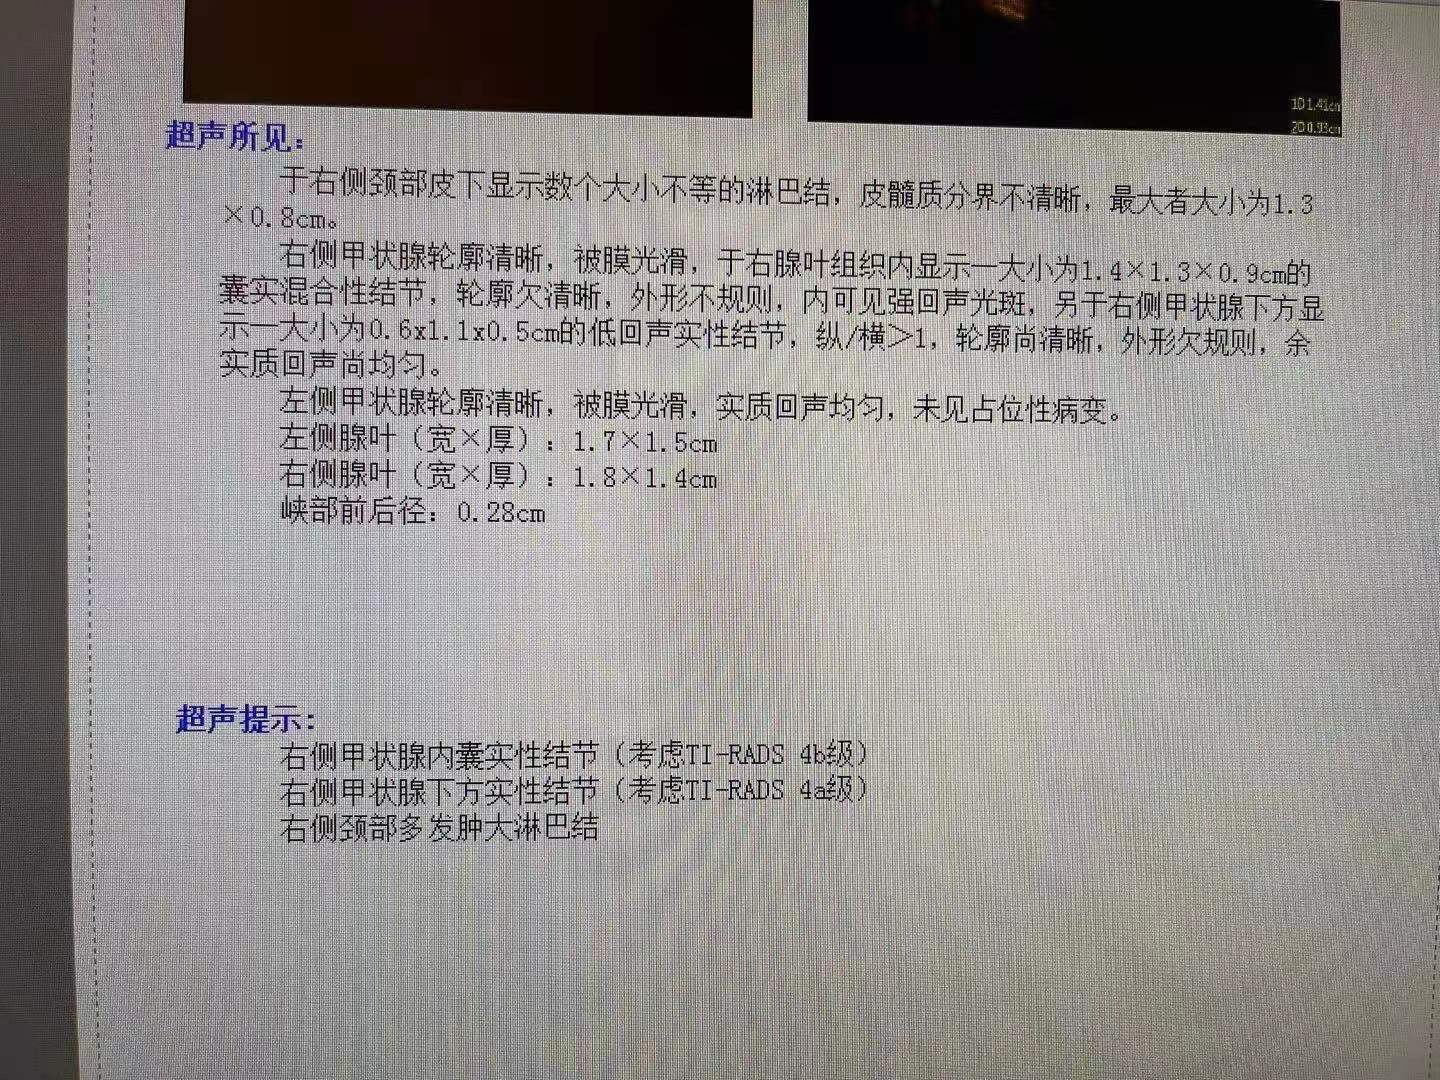 1D 1.41cm
2D 0.93cm
超声所见：
于右侧颈部皮下显示数个大小不等的淋巴结，皮髓质分界不清晰，最大者大小为1.3
×0.8cm。
右侧甲状腺轮廓清晰，被膜光滑，于右腺叶组织内显示一大小为1.4×1.3×0.9cm的
囊实混合性结节，轮廓欠清晰，外形不规则，内可见强回声光斑，另于右侧甲状腺下方显
示一大小为0.6x1.1x0.5cm的低回声实性结节，纵/横＞1，轮廓尚清晰，外形欠规则，余
实质回声尚均匀。
左侧甲状腺轮廓清晰，被膜光滑，实质回声均匀，未见占位性病变。
左侧腺叶（宽×厚）：1.7×1.5cm
右侧腺叶（宽×厚）：1.8×1.4cm
峡部前后径：0.28cm
超声提示：
右侧甲状腺内囊实性结节（考虑TI-RADS 4b级）
右侧甲状腺下方实性结节（考虑TI-RADS 4a级）
右侧颈部多发肿大淋巴结